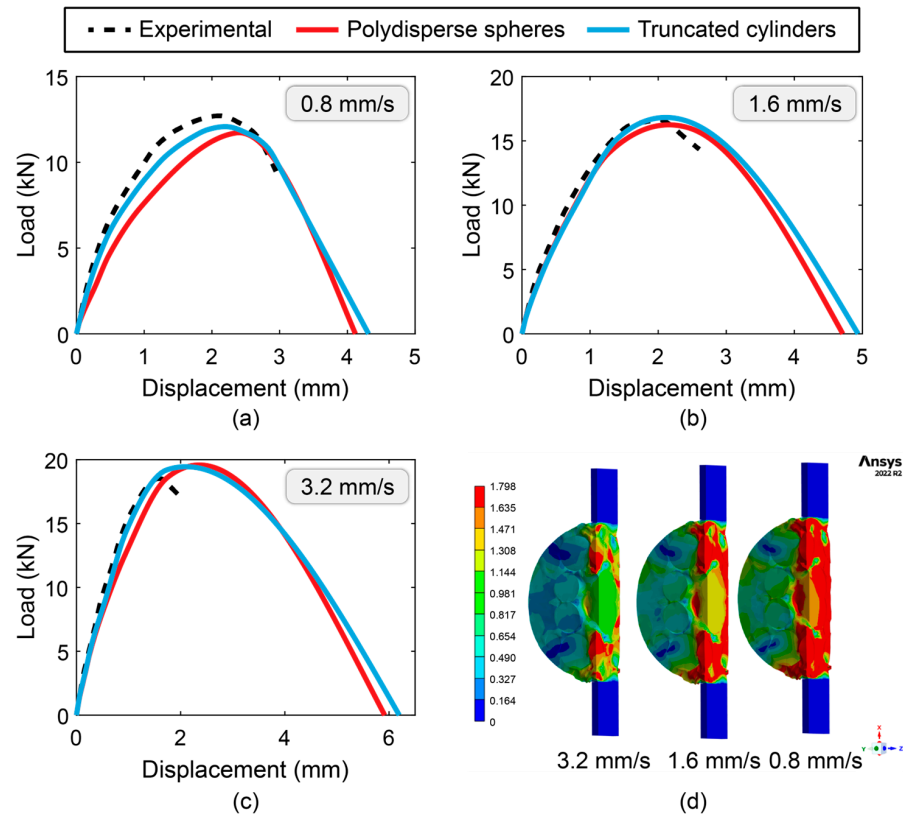 Experimental Polydisperse spheres Truncated cylinders
15
10
5
0
Load (kN)
0.8 mm/s
0 1 2 3 4 5
Displacement (mm)
(a)
20
15
10
5
0
Load (kN)
1.6 mm/s
0 1 2 3 4 5
Displacement (mm)
(b)
20
15
10
5
0
Load (kN)
3.2 mm/s
0 2 4 6
Displacement (mm)
(c)
Ansys
2022 R2
1.798
1.635
1.471
1.308
1.144
0.981
0.817
0.654
0.490
0.327
0.164
0
3.2 mm/s 1.6 mm/s 0.8 mm/s
X
Y Z
(d)